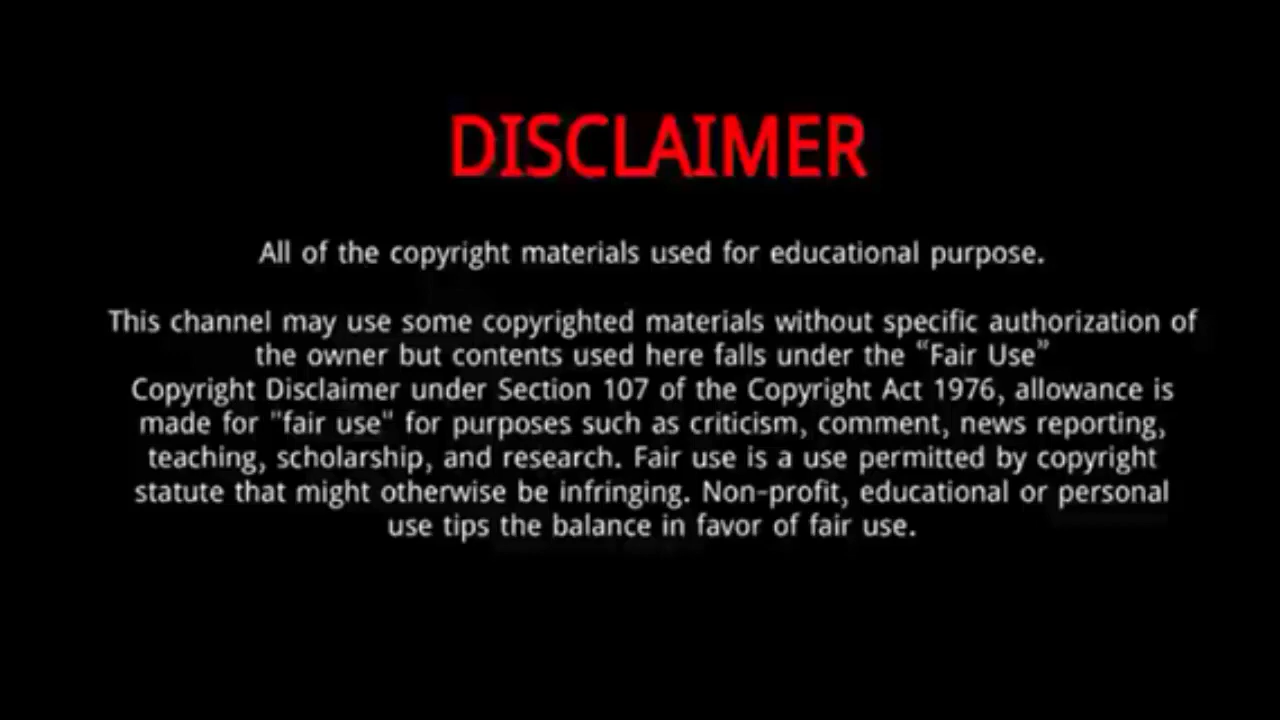 DISCLAIMER
All of the copyright materials used for educational purpose.
This channel may use some copyrighted materials without specific authorization of
the owner but contents used here falls under the “Fair Use”
Copyright Disclaimer under Section 107 of the Copyright Act 1976, allowance is
made for "fair use" for purposes such as criticism, comment, news reporting,
teaching, scholarship, and research. Fair use is a use permitted by copyright
statute that might otherwise be infringing. Non-profit, educational or personal
use tips the balance in favor of fair use.